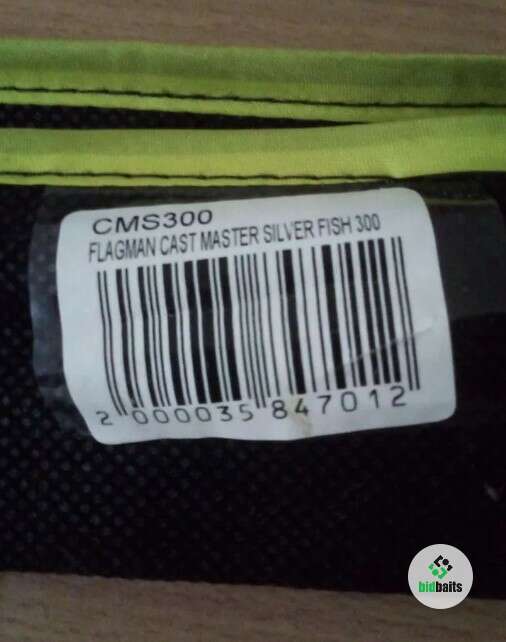 CMS300
FLAGMAN CAST MASTER SILVER FISH 300
2 000035 847012
bidbaits